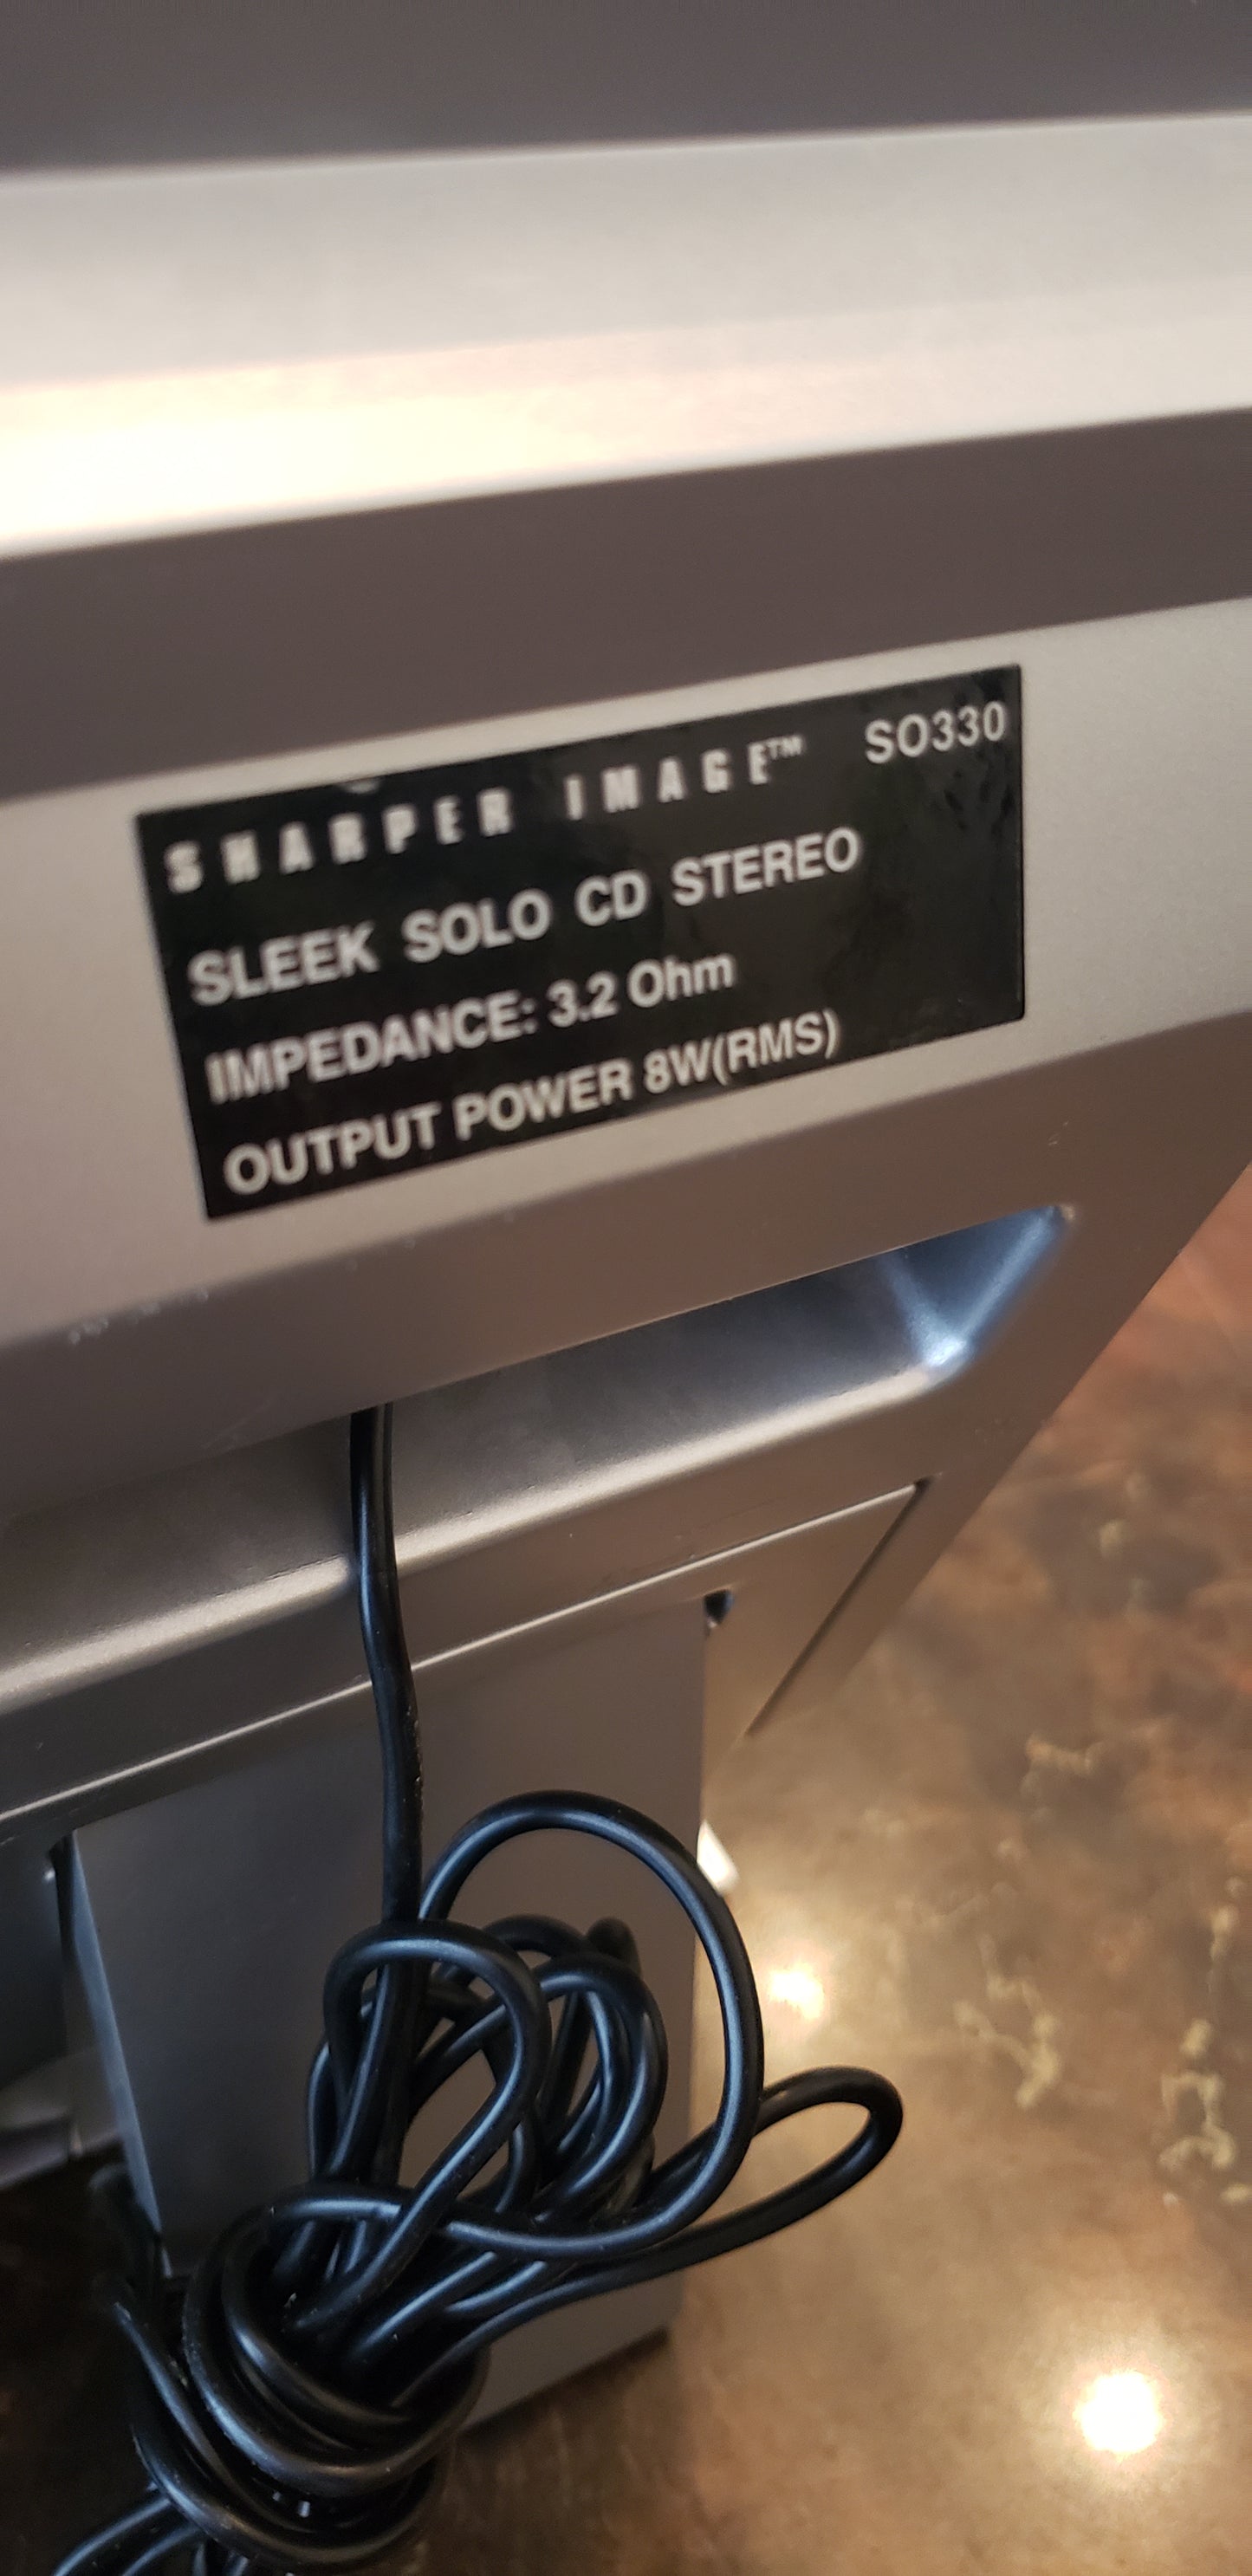 SHARPER IMAGE™ SO330
SLEEK SOLO CD STEREO
IMPEDANCE: 3.2 Ohm
OUTPUT POWER 8W(RMS)